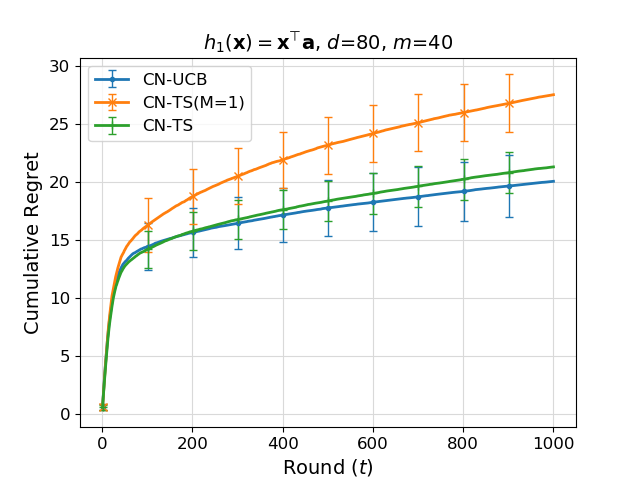 h₁(x) = x⊤a, d=80, m=40
CN-UCB
CN-TS(M=1)
CN-TS
Cumulative Regret
30
25
20
15
10
5
0
0 200 400 600 800 1000
Round (t)